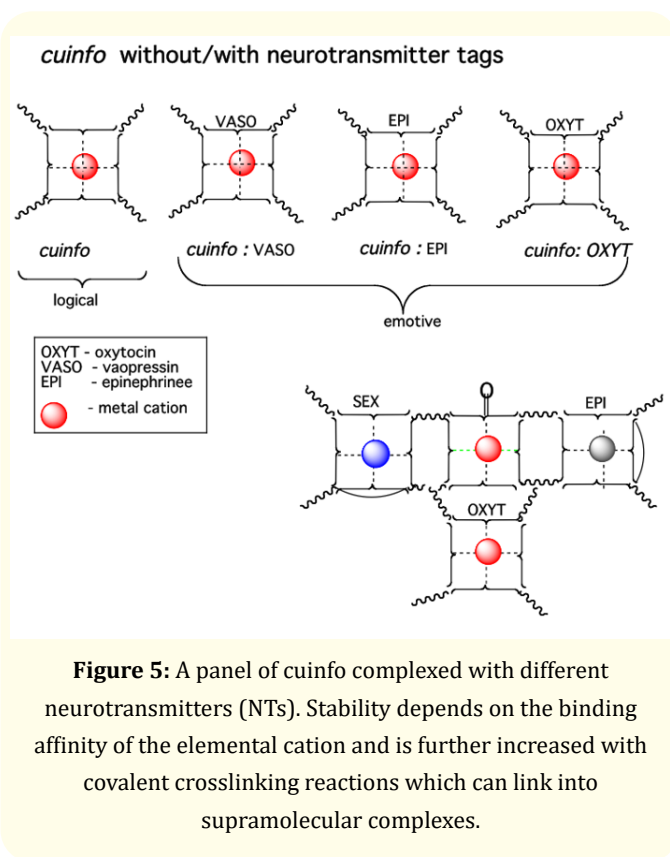 cuinfo without/with neurotransmitter tags
VASO
EPI
OXYT
cuinfo
cuinfo : VASO
cuinfo : EPI
cuinfo: OXYT
logical
emotive
OXYT - oxytocin
VASO - vaopressin
EPI - epinephrinee
- metal cation
SEX
O
EPI
OXYT
Figure 5: A panel of cuinfo complexed with different
neurotransmitters (NTs). Stability depends on the binding
affinity of the elemental cation and is further increased with
covalent crosslinking reactions which can link into
supramolecular complexes.